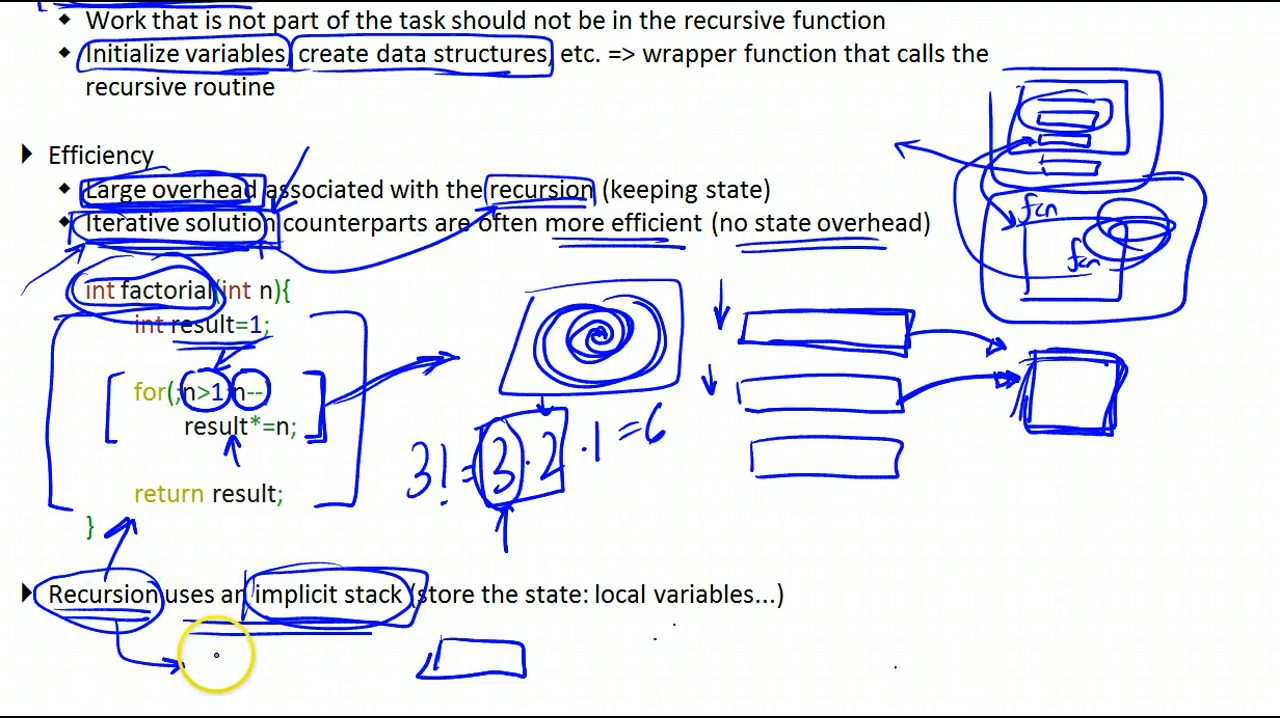 ◆ Work that is not part of the task should not be in the recursive function
◆ Initialize variables, create data structures, etc. => wrapper function that calls the
recursive routine
Efficiency
◆ Large overhead associated with the recursion (keeping state)
◆ Iterative solution counterparts are often more efficient (no state overhead)
fcn
fcn
int factorial(int n){
int result=1;
for(;n>1;n--)
result*=n;
3! = 3 · 2 · 1 = 6
return result;
}
Recursion uses an implicit stack (store the state: local variables...)